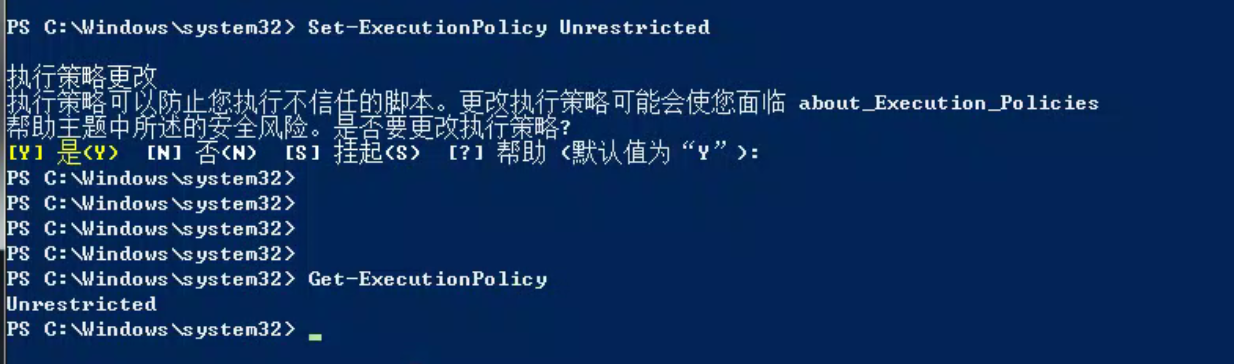 PS C:\Windows\system32> Set-ExecutionPolicy Unrestricted
执行策略更改
执行策略可以防止您执行不信任的脚本。更改执行策略可能会使您面临 about_Execution_Policies
帮助主题中所述的安全风险。是否要更改执行策略?
[Y] 是(Y)  [N] 否(N)  [S] 挂起(S)  [?] 帮助 (默认值为“Y”):
PS C:\Windows\system32>
PS C:\Windows\system32>
PS C:\Windows\system32>
PS C:\Windows\system32>
PS C:\Windows\system32> Get-ExecutionPolicy
Unrestricted
PS C:\Windows\system32>